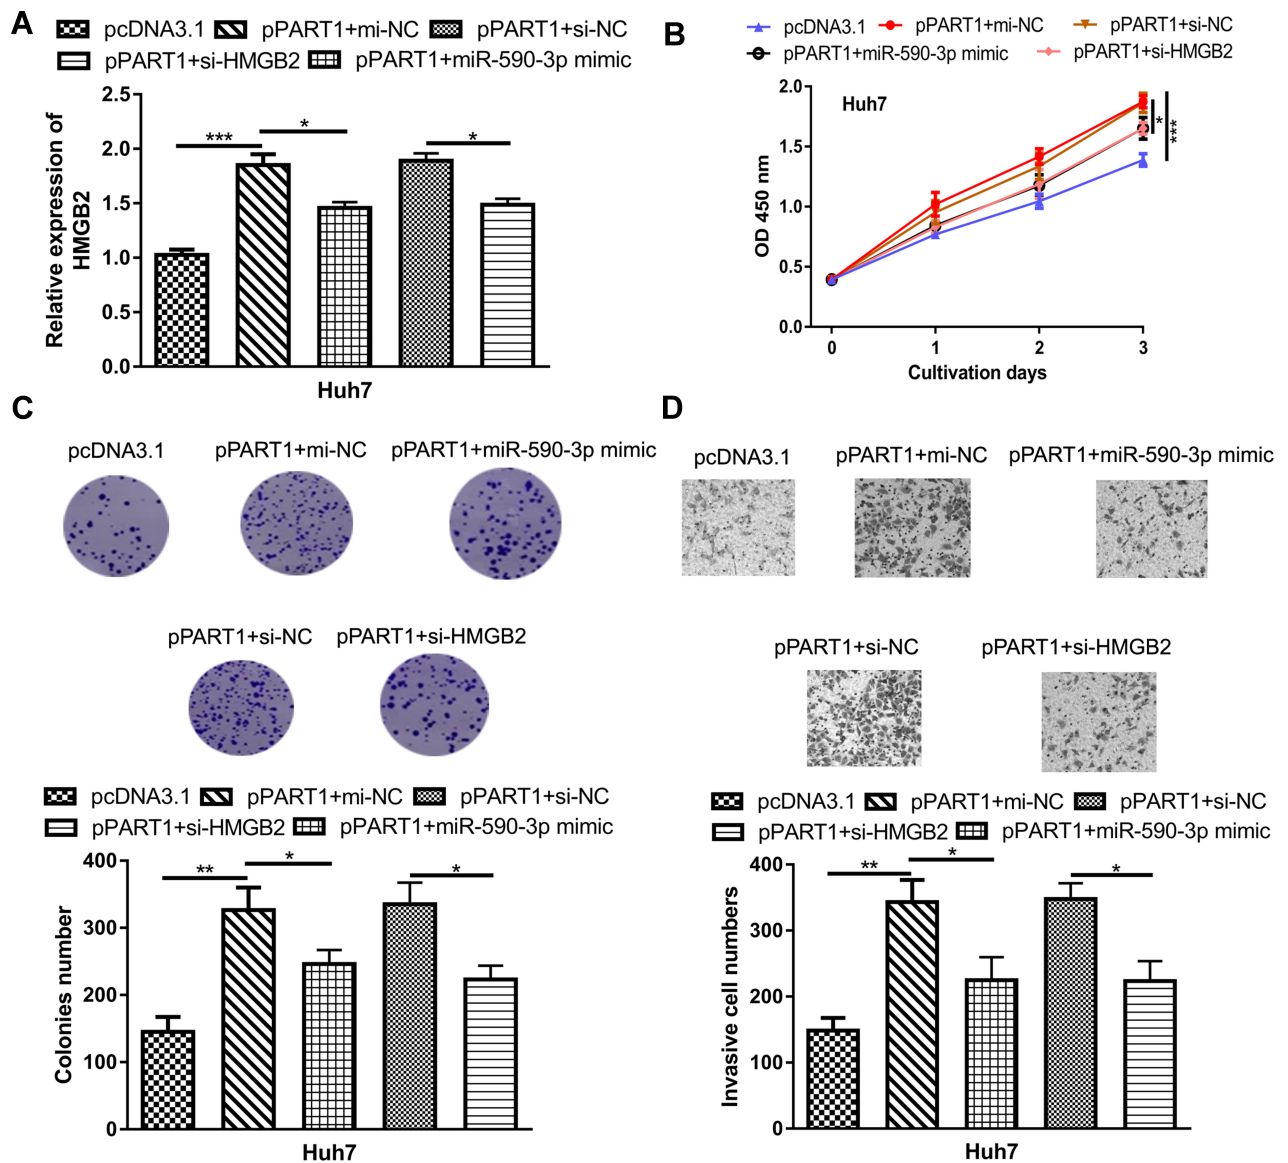 A
pcDNA3.1 pPART1+mi-NC pPART1+si-NC
pPART1+si-HMGB2 pPART1+miR-590-3p mimic
Relative expression of
HMGB2
2.5
2.0
1.5
1.0
0.5
0.0
***
*
*
Huh7
B
pcDNA3.1 pPART1+mi-NC pPART1+si-NC
pPART1+miR-590-3p mimic pPART1+si-HMGB2
Huh7
OD 450 nm
2.0
1.5
1.0
0.5
0.0
*
***
0 1 2 3
Cultivation days
C
pcDNA3.1 pPART1+mi-NC pPART1+miR-590-3p mimic
pPART1+si-NC pPART1+si-HMGB2
pcDNA3.1 pPART1+mi-NC pPART1+si-NC
pPART1+si-HMGB2 pPART1+miR-590-3p mimic
Colonies number
400
300
200
100
0
**
*
*
Huh7
D
pcDNA3.1 pPART1+mi-NC pPART1+miR-590-3p mimic
pPART1+si-NC pPART1+si-HMGB2
pcDNA3.1 pPART1+mi-NC pPART1+si-NC
pPART1+si-HMGB2 pPART1+miR-590-3p mimic
Invasive cell numbers
400
300
200
100
0
**
*
*
Huh7